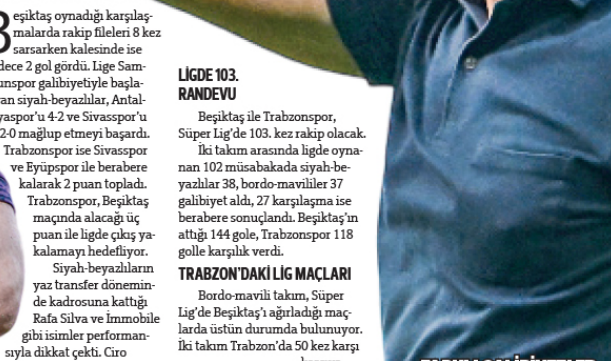 eşiktaş oynadığı karşılaş-
malarda rakip fileleri 8 kez
sarsarken kalesinde ise
dece 2 gol gördü. Lige Sam-
unspor galibiyetiyle başla-
an siyah-beyazlılar, Antal-
yaspor'u 4-2 ve Sivasspor'u
2-0 mağlup etmeyi başardı.
Trabzonspor ise Sivasspor
ve Eyüpspor ile berabere
kalarak 2 puan topladı.
Trabzonspor, Beşiktaş
maçında alacağı üç
puan ile ligde çıkış ya-
kalamayı hedefliyor.
Siyah-beyazlıların
yaz transfer dönemin-
de kadrosuna kattığı
Rafa Silva ve İmmobile
gibi isimler performan-
sıyla dikkat çekti. Ciro
LİGDE 103.
RANDEVU
Beşiktaş ile Trabzonspor,
Süper Lig'de 103. kez rakip olacak.
İki takım arasında ligde oyna-
nan 102 müsabakada siyah-be-
yazlılar 38, bordo-mavililer 37
galibiyet aldı, 27 karşılaşma ise
berabere sonuçlandı. Beşiktaş'ın
attığı 144 gole, Trabzonspor 118
golle karşılık verdi.
TRABZON'DAKİ LİG MAÇLARI
Bordo-mavili takım, Süper
Lig'de Beşiktaş'ı ağırladığı maç-
larda üstün durumda bulunuyor.
İki takım Trabzon'da 50 kez karşı